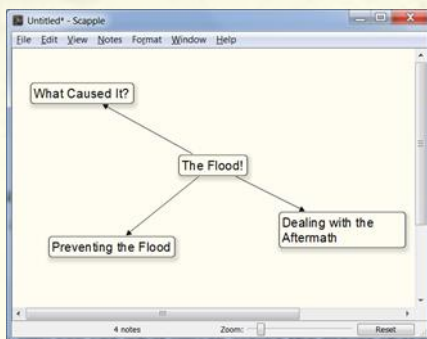 Untitled* - Scapple
File Edit View Notes Format Window Help
What Caused It?
The Flood!
Dealing with the
Aftermath
Preventing the Flood
4 notes Zoom: Reset